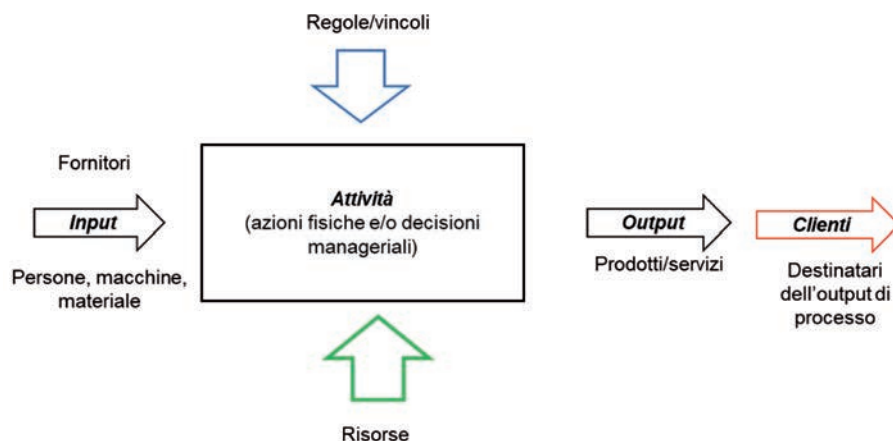 Regole/vincoli
Fornitori
Input
Persone, macchine,
materiale
Attività
(azioni fisiche e/o decisioni
manageriali)
Output
Prodotti/servizi
Clienti
Destinatari
dell'output di
processo
Risorse